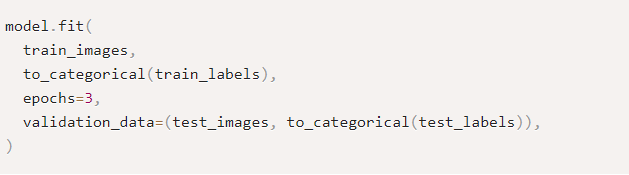 model.fit(
  train_images,
  to_categorical(train_labels),
  epochs=3,
  validation_data=(test_images, to_categorical(test_labels)),
)